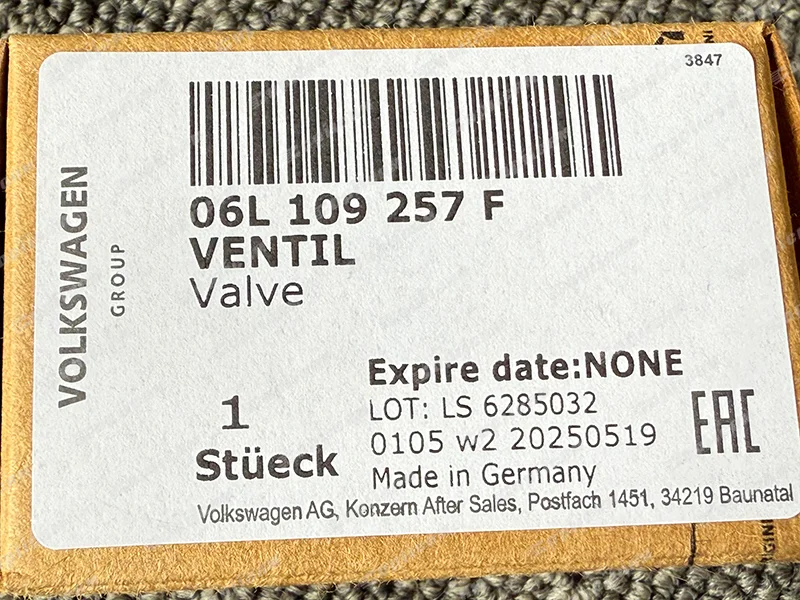 3847
VOLKSWAGEN
GROUP
06L 109 257 F
VENTIL
Valve
Expire date:NONE
LOT: LS 6285032
0105 w2 20250519
1
Stüeck
Made in Germany
EAC
Volkswagen AG, Konzern After Sales, Postfach 1451, 34219 Baunatal